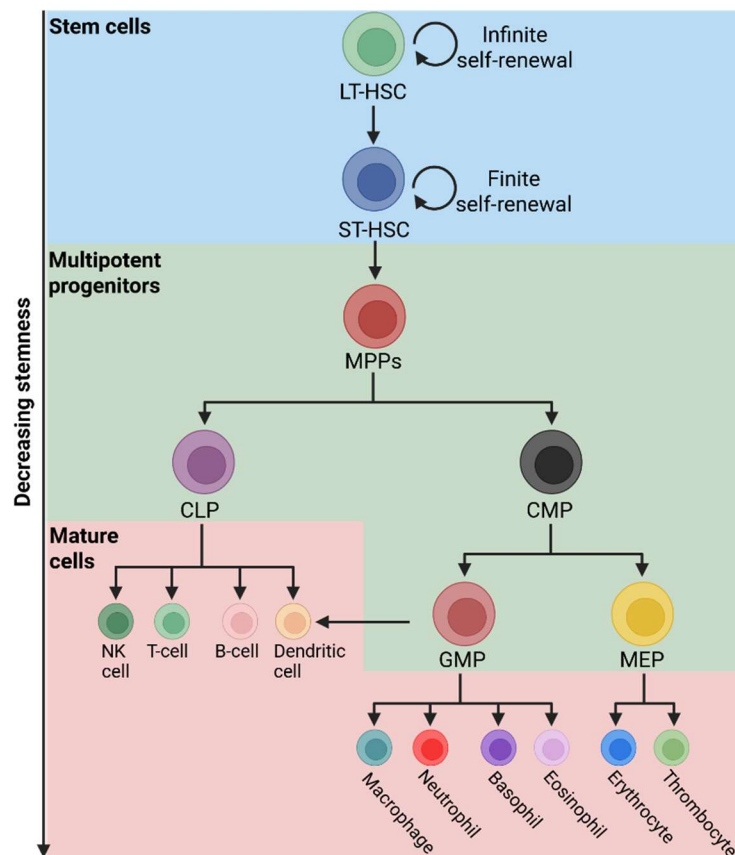 Stem cells
Infinite
self-renewal
LT-HSC
Finite
self-renewal
ST-HSC
Multipotent
progenitors
MPPs
Decreasing stemness
CLP
CMP
Mature
cells
NK
cell
T-cell
B-cell
Dendritic
cell
GMP
MEP
Macrophage
Neutrophil
Basophil
Eosinophil
Erythrocyte
Thrombocyte